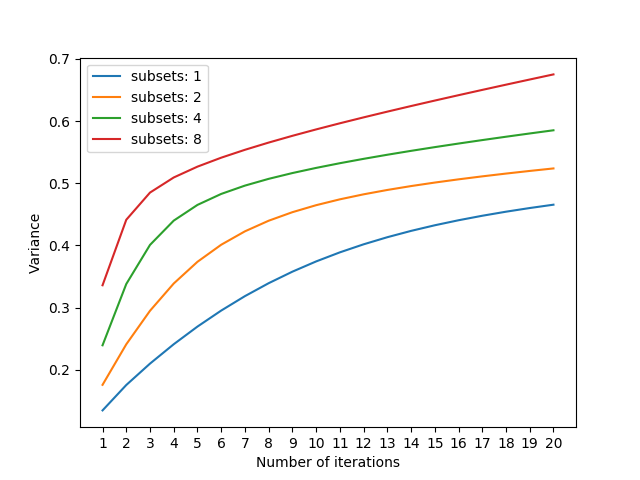 0.7
0.6
0.5
0.4
0.3
0.2
Variance
subsets: 1
subsets: 2
subsets: 4
subsets: 8
1 2 3 4 5 6 7 8 9 10 11 12 13 14 15 16 17 18 19 20
Number of iterations